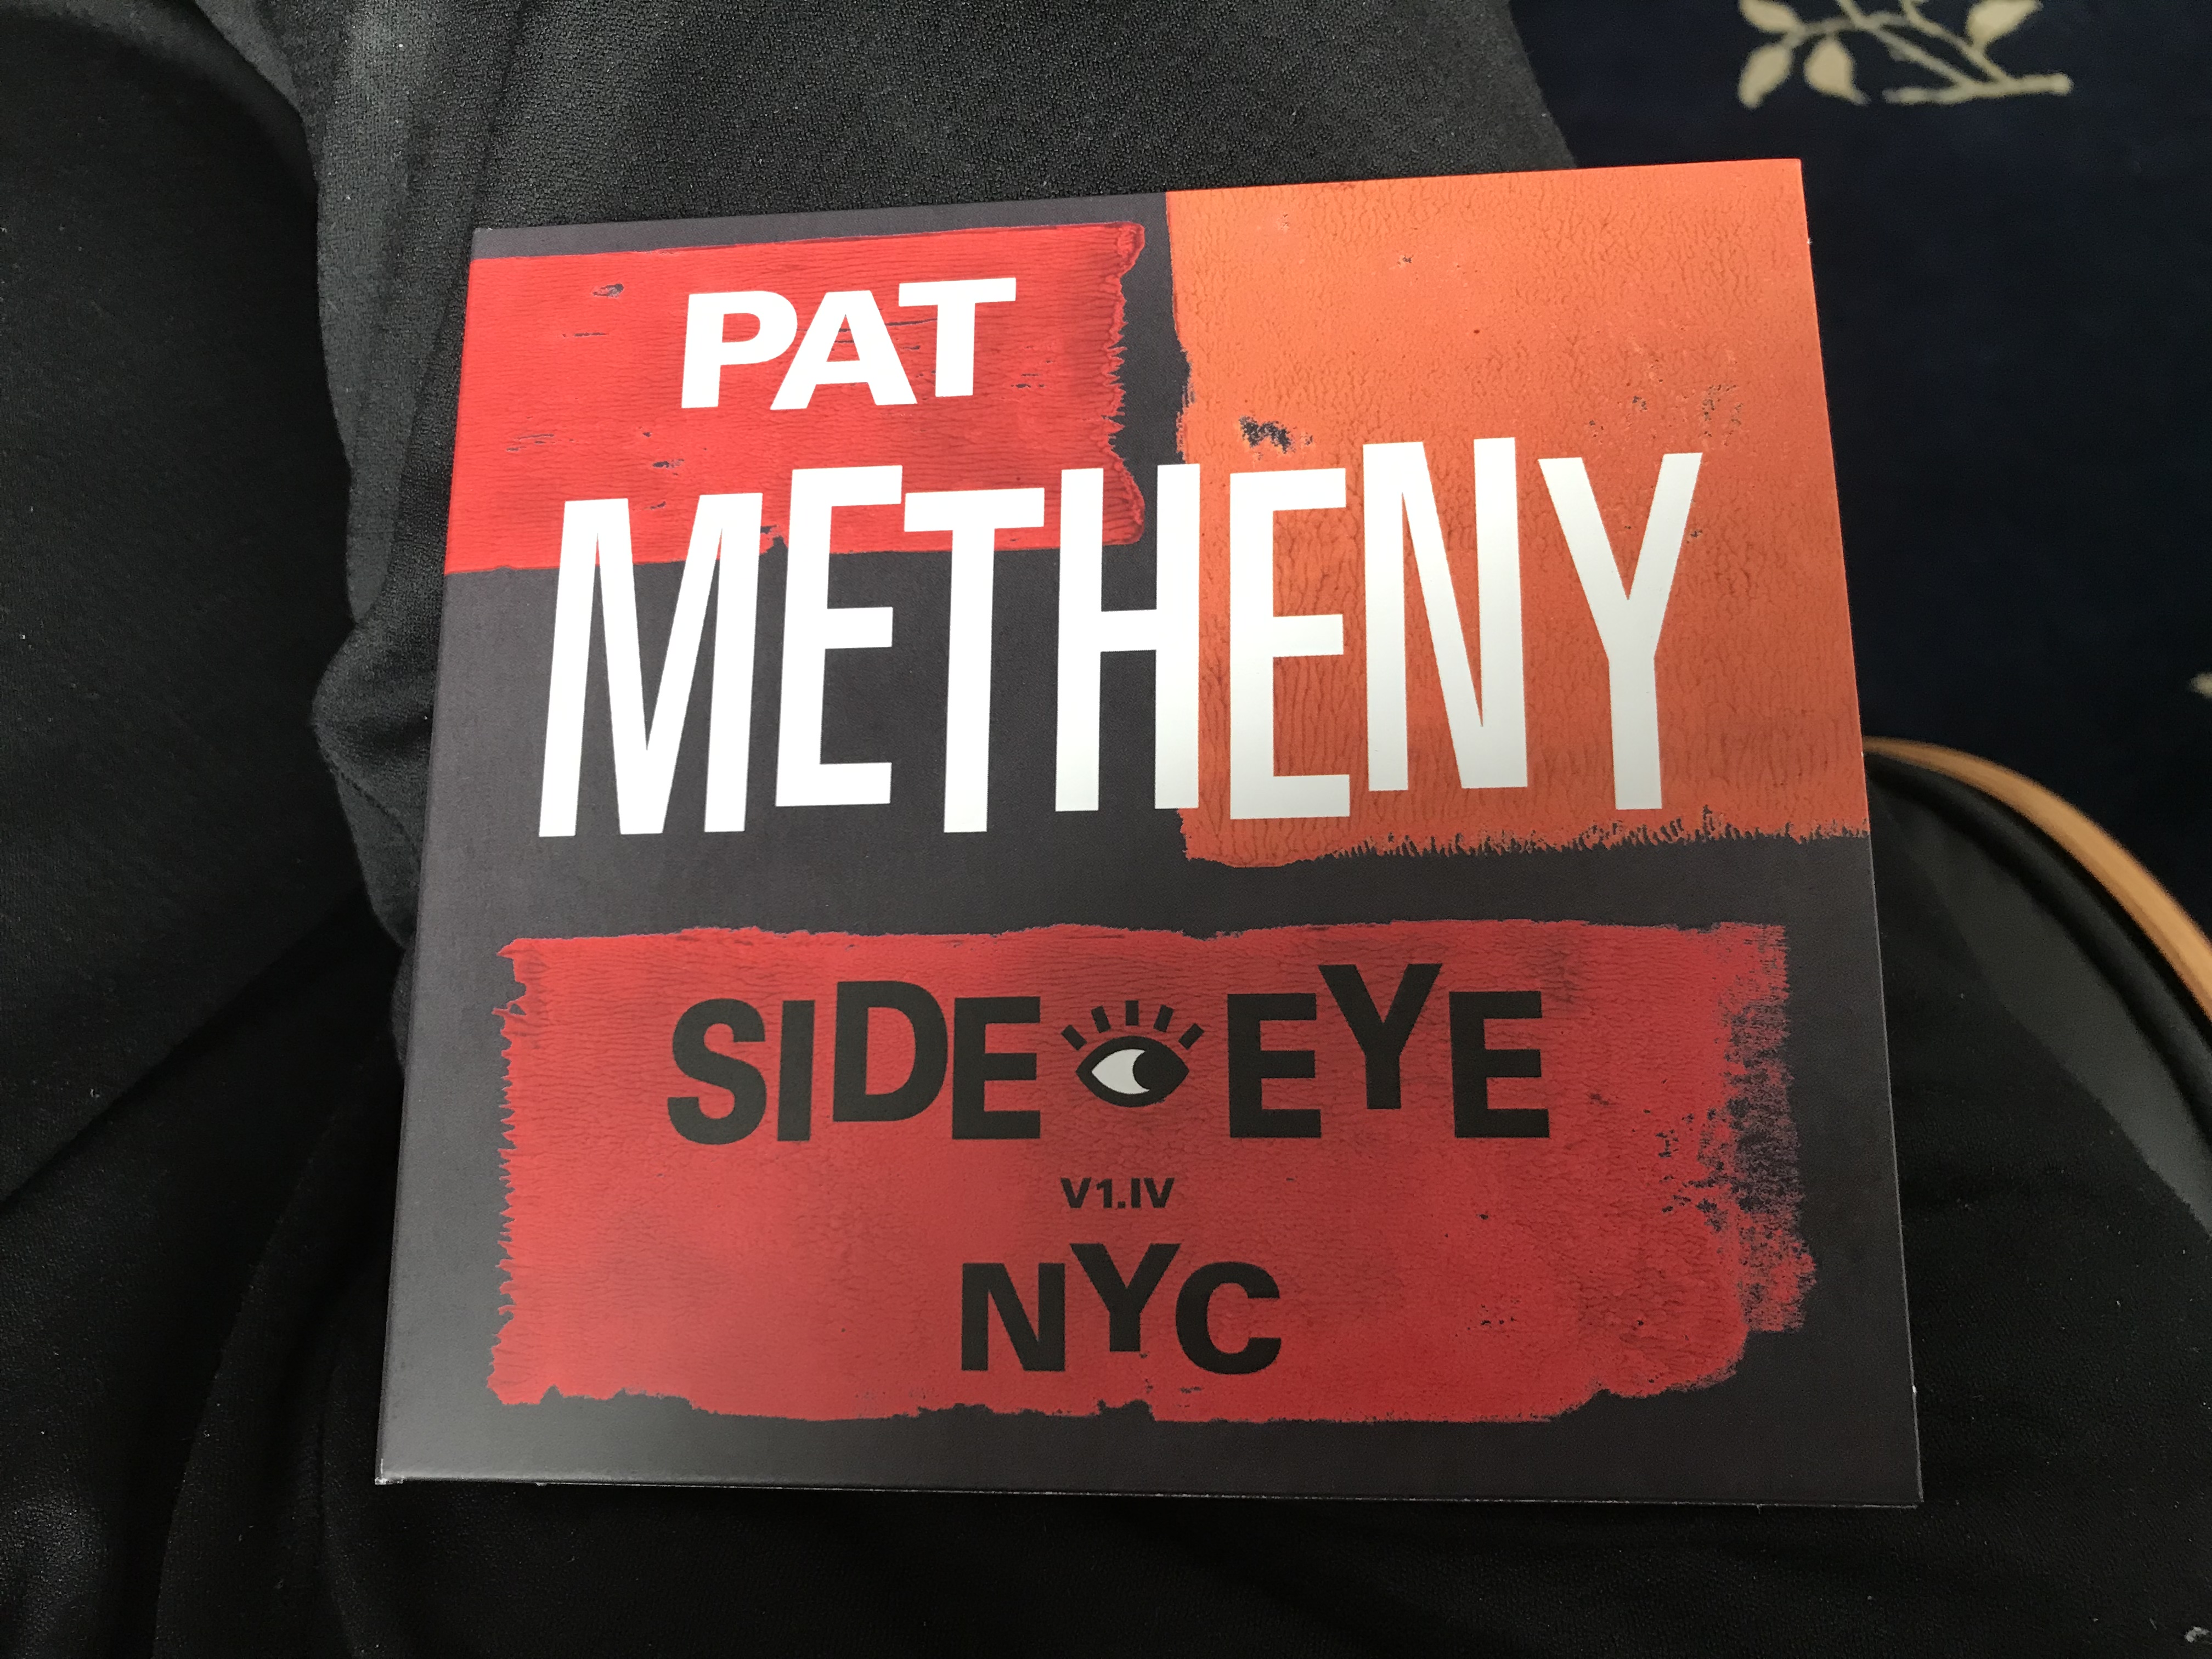 PAT
METHENY
SIDE EYE
V1.IV
NYC